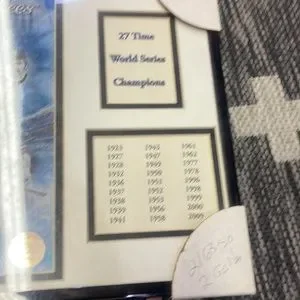 ees
27 Time
World Series
Champions
1923 1943 1961
1927 1947 1962
1928 1949 1977
1932 1950 1978
1936 1951 1996
1937 1952 1998
1938 1953 1999
1939 1956 2000
1941 1958 2009